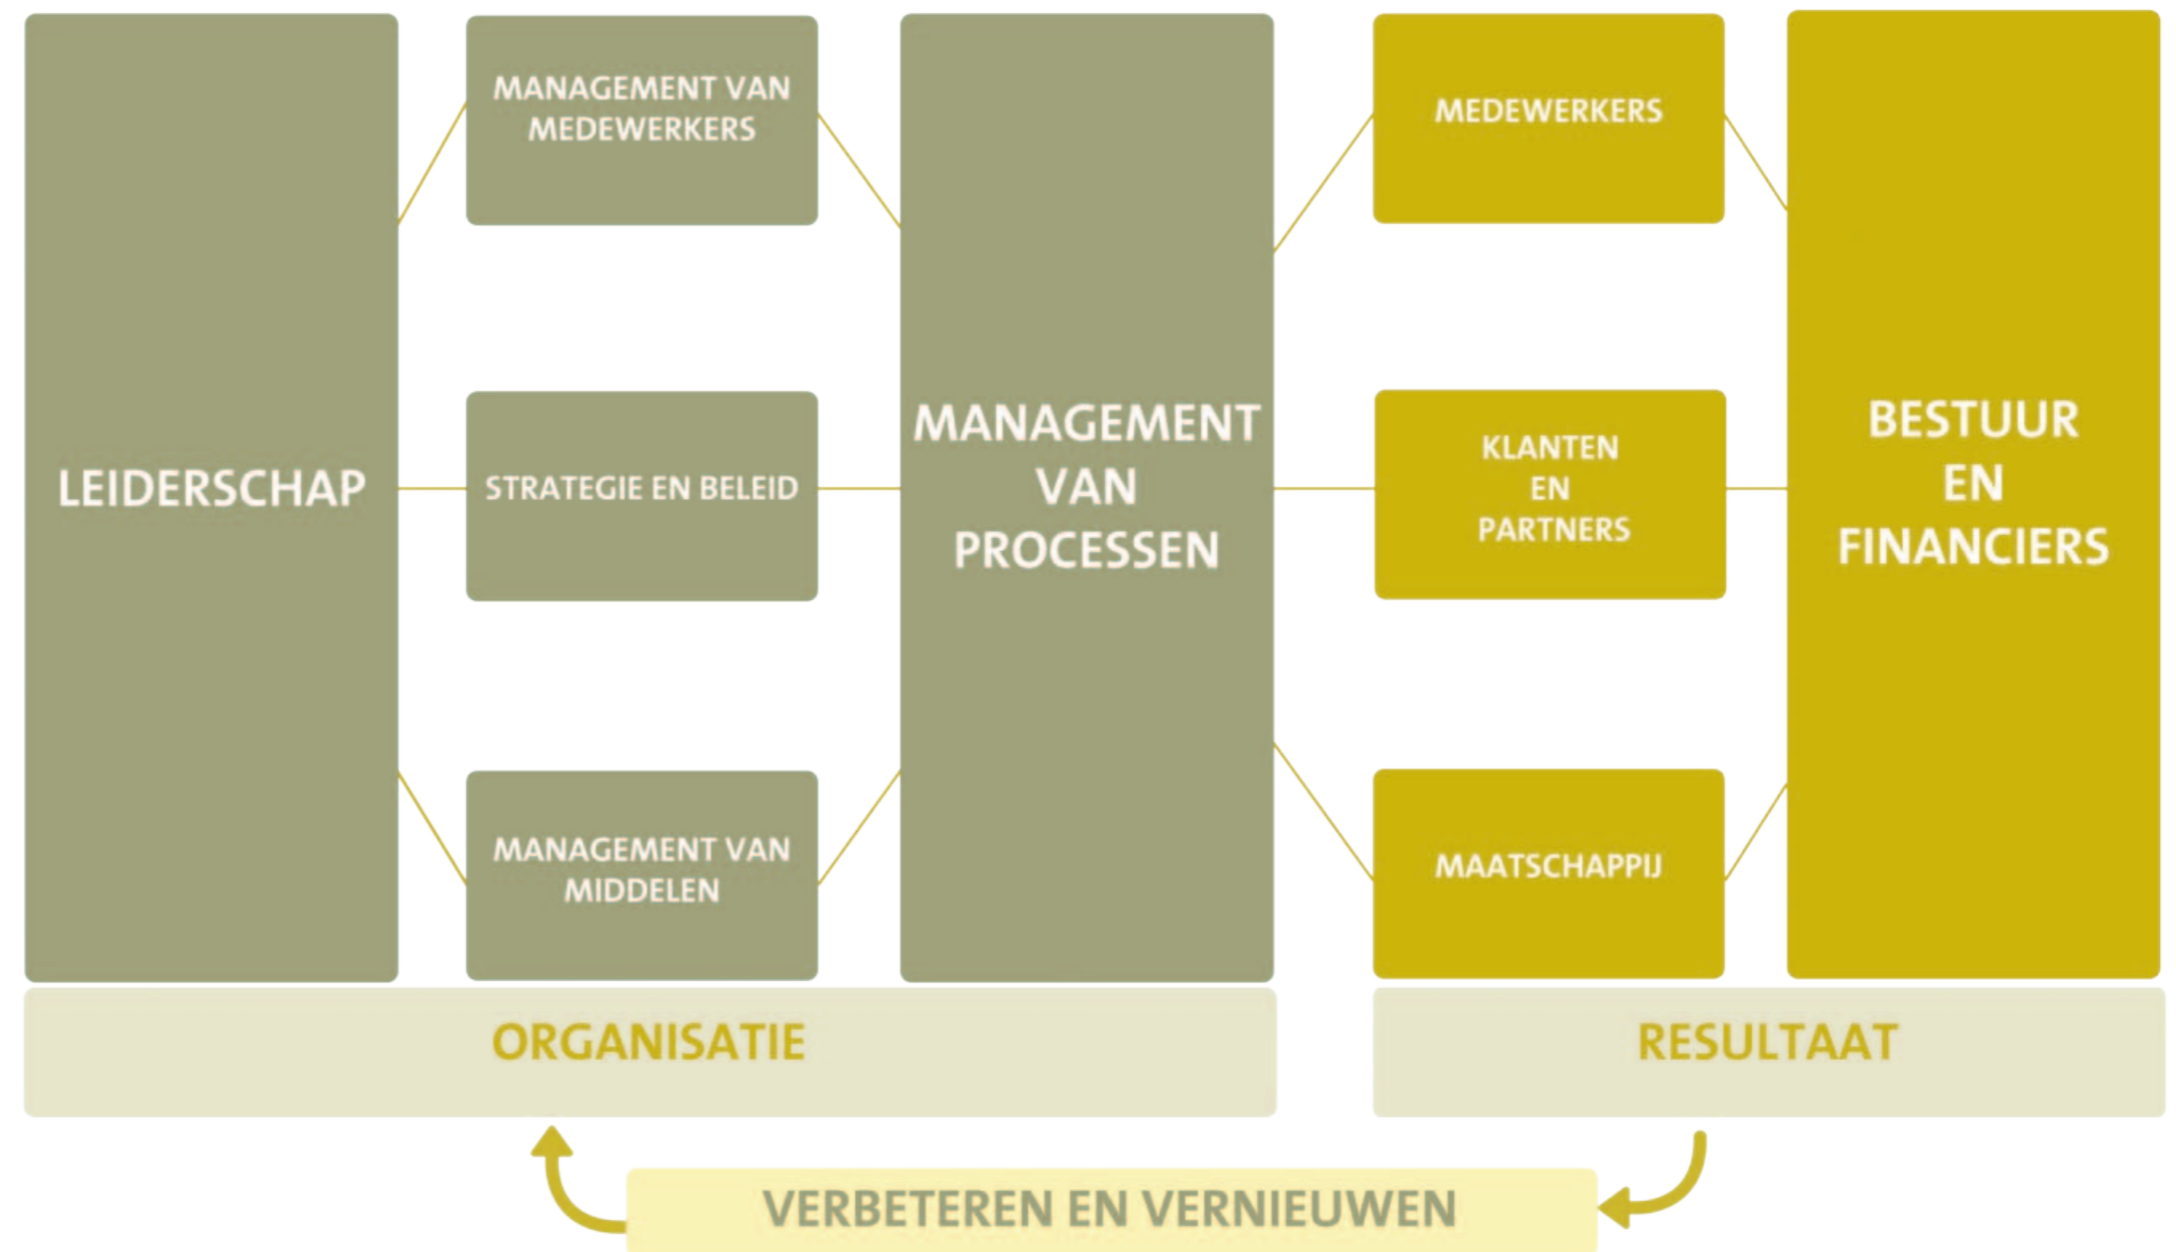 LEIDERSCHAP
MANAGEMENT VAN
MEDEWERKERS
STRATEGIE EN BELEID
MANAGEMENT VAN
MIDDELEN
MANAGEMENT
VAN
PROCESSEN
MEDEWERKERS
KLANTEN
EN
PARTNERS
MAATSCHAPPIJ
BESTUUR
EN
FINANCIERS
ORGANISATIE
RESULTAAT
VERBETEREN EN VERNIEUWEN